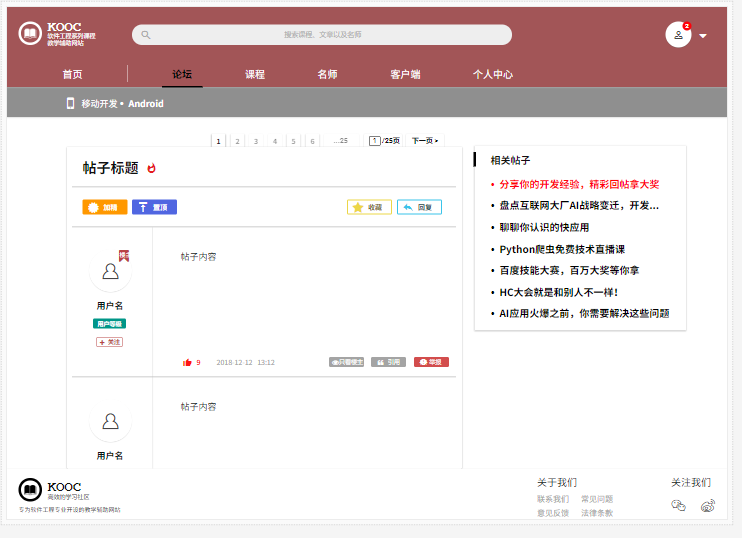 KOOC
软件工程系列课程
教学辅助网站
搜索课程、文章以及名师
2
首页 论坛 课程 名师 客户端 个人中心
移动开发 • Android
1 2 3 4 5 6 ...25 1 /25页 下一页 >
帖子标题
加精 置顶 收藏 回复
帖子内容
用户名
用户等级
+ 关注
9 2018-12-12 13:12 只看楼主 引用 举报
帖子内容
用户名
相关帖子
• 分享你的开发经验，精彩回帖拿大奖
• 盘点互联网大厂AI战略变迁，开发...
• 聊聊你认识的快应用
• Python爬虫免费技术直播课
• 百度技能大赛，百万大奖等你拿
• HC大会就是和别人不一样！
• AI应用火爆之前，你需要解决这些问题
KOOC
高效的学习社区
专为软件工程专业开设的教学辅助网站
关于我们
联系我们 常见问题
意见反馈 法律条款
关注我们